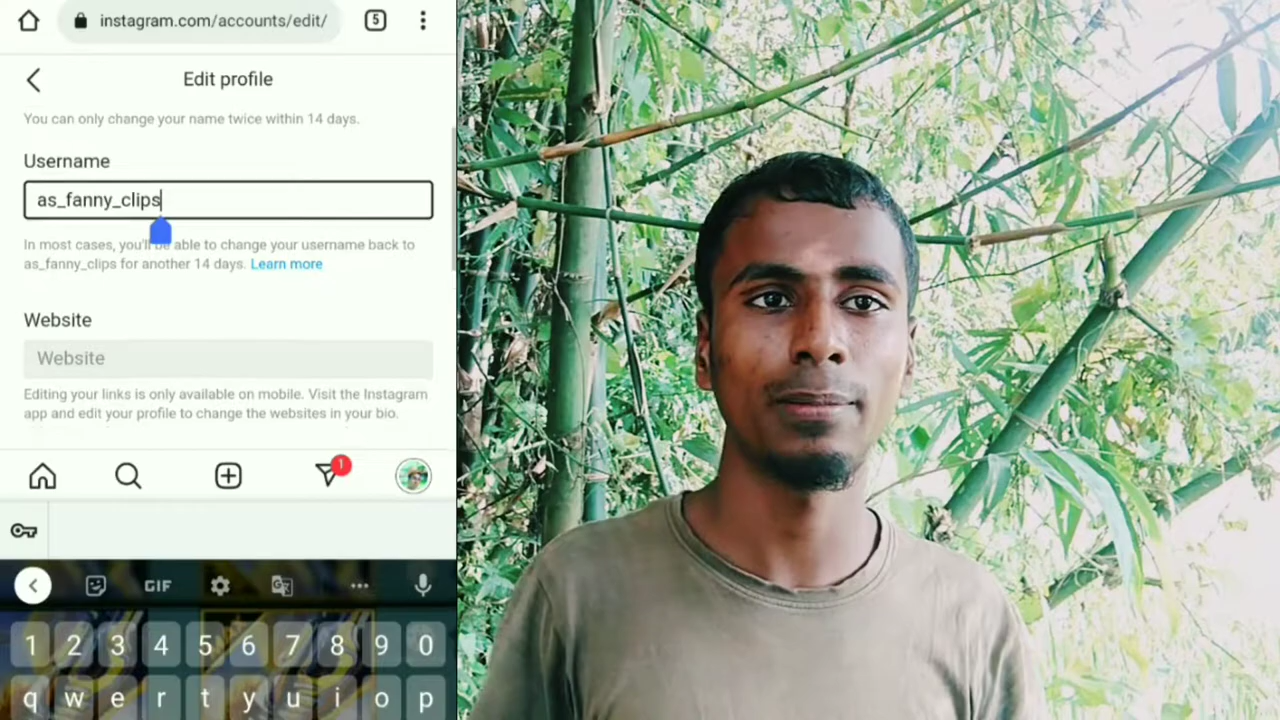 instagram.com/accounts/edit/
5
Edit profile
You can only change your name twice within 14 days.
Username
as_fanny_clips
In most cases, you'll be able to change your username back to
as_fanny_clips for another 14 days. Learn more
Website
Website
Editing your links is only available on mobile. Visit the Instagram
app and edit your profile to change the websites in your bio.
1
GIF
1 2 3 4 5 6 7 8 9 0
q w e r t y u i o p